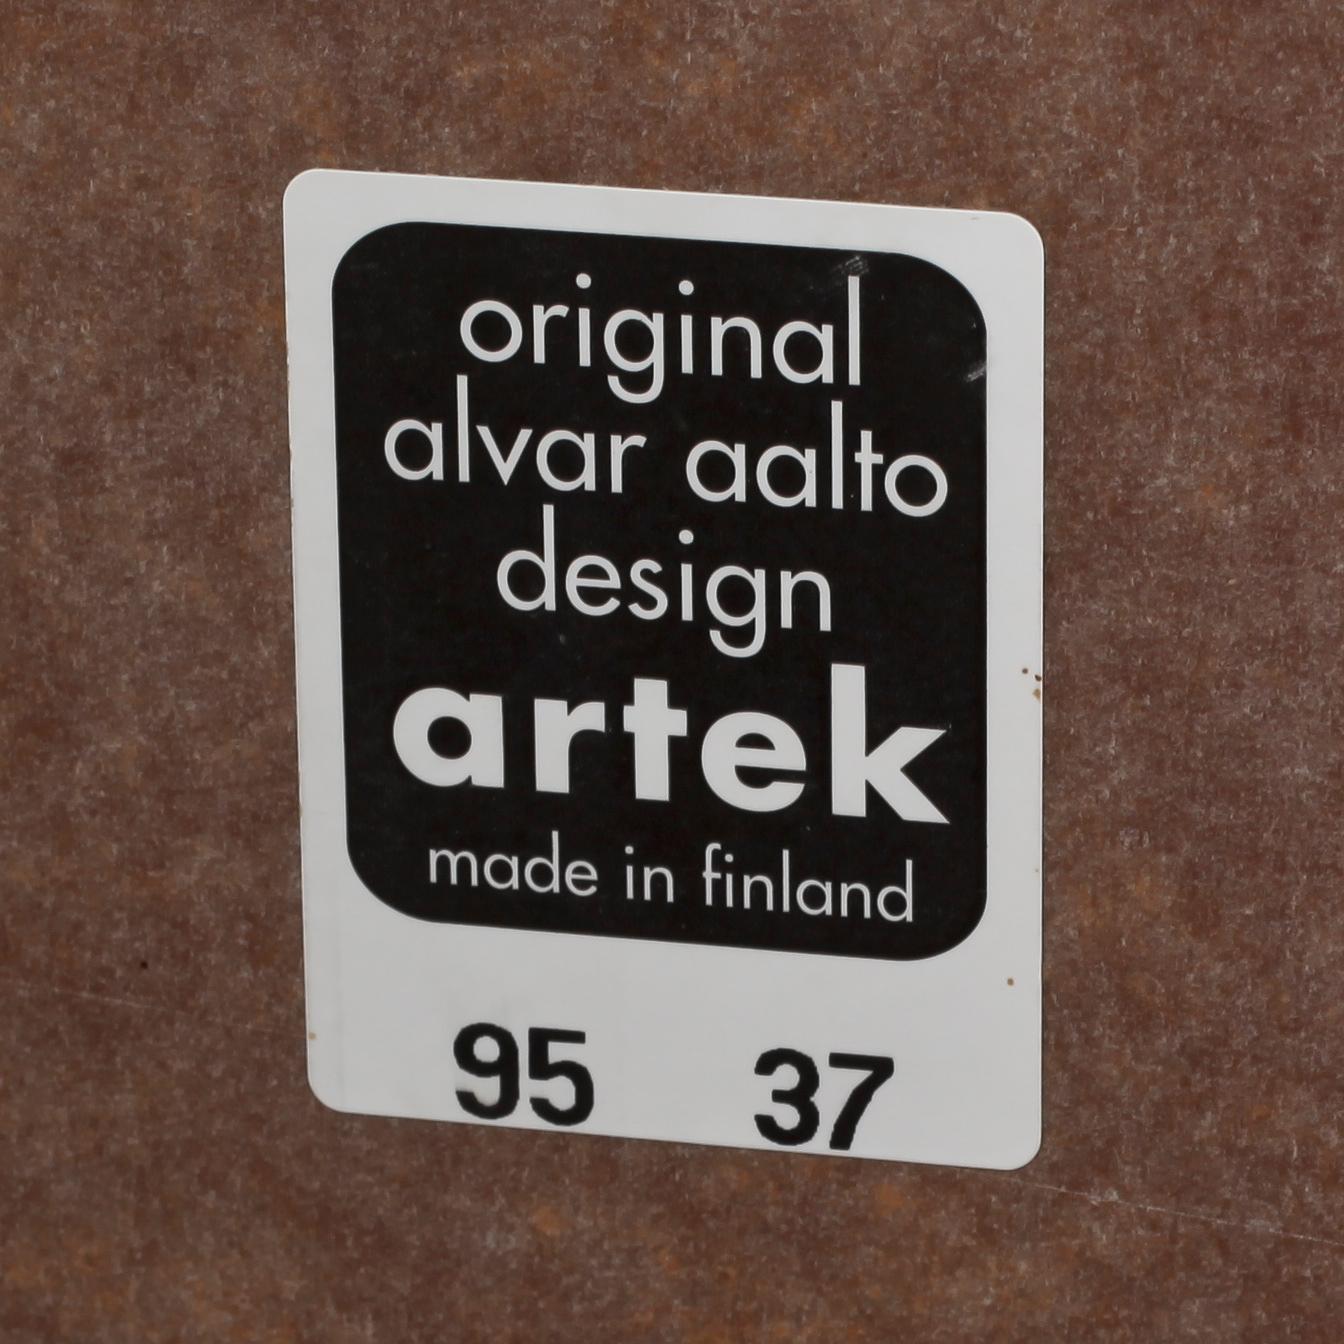 original
alvar aalto
design
artek
made in finland
95 37